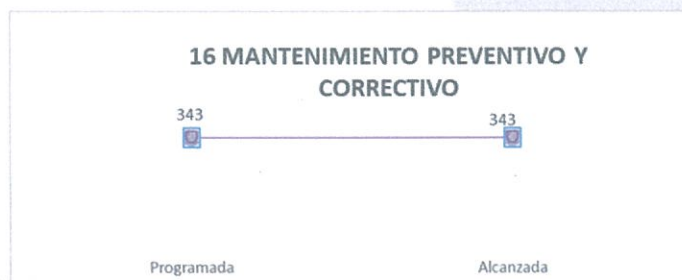 16 MANTENIMIENTO PREVENTIVO Y
CORRECTIVO
343 343
Programada Alcanzada